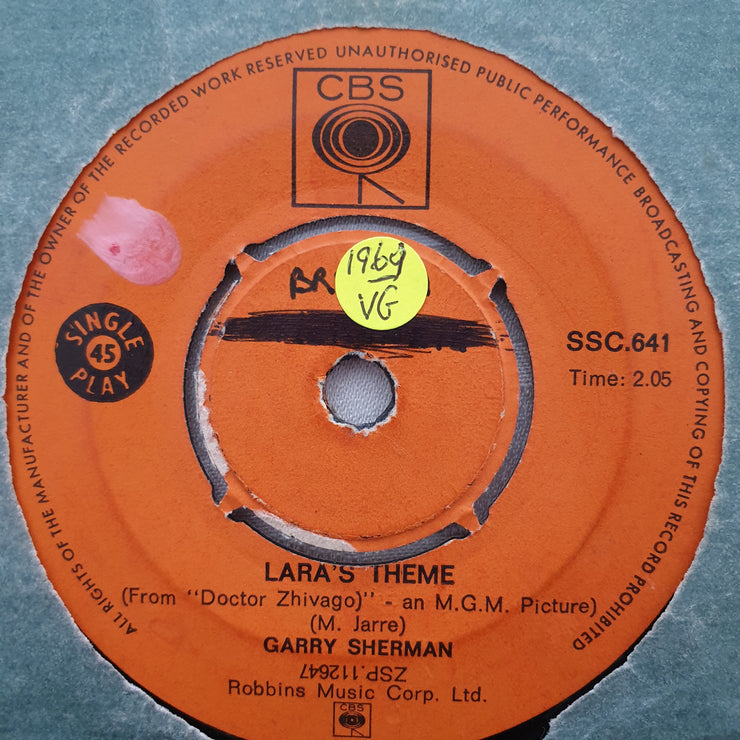 ALL RIGHTS OF THE MANUFACTURER AND OF THE OWNER OF THE RECORDED WORK RESERVED UNAUTHORISED PUBLIC PERFORMANCE BROADCASTING AND COPYING OF THIS RECORD PROHIBITED
CBS
1969
VG
BR
SINGLE
45
PLAY
SSC.641
Time: 2.05
LARA'S THEME
(From "Doctor Zhivago)" - an M.G.M. Picture)
(M. Jarre)
GARRY SHERMAN
ZSP.112647
Robbins Music Corp. Ltd.
CBS